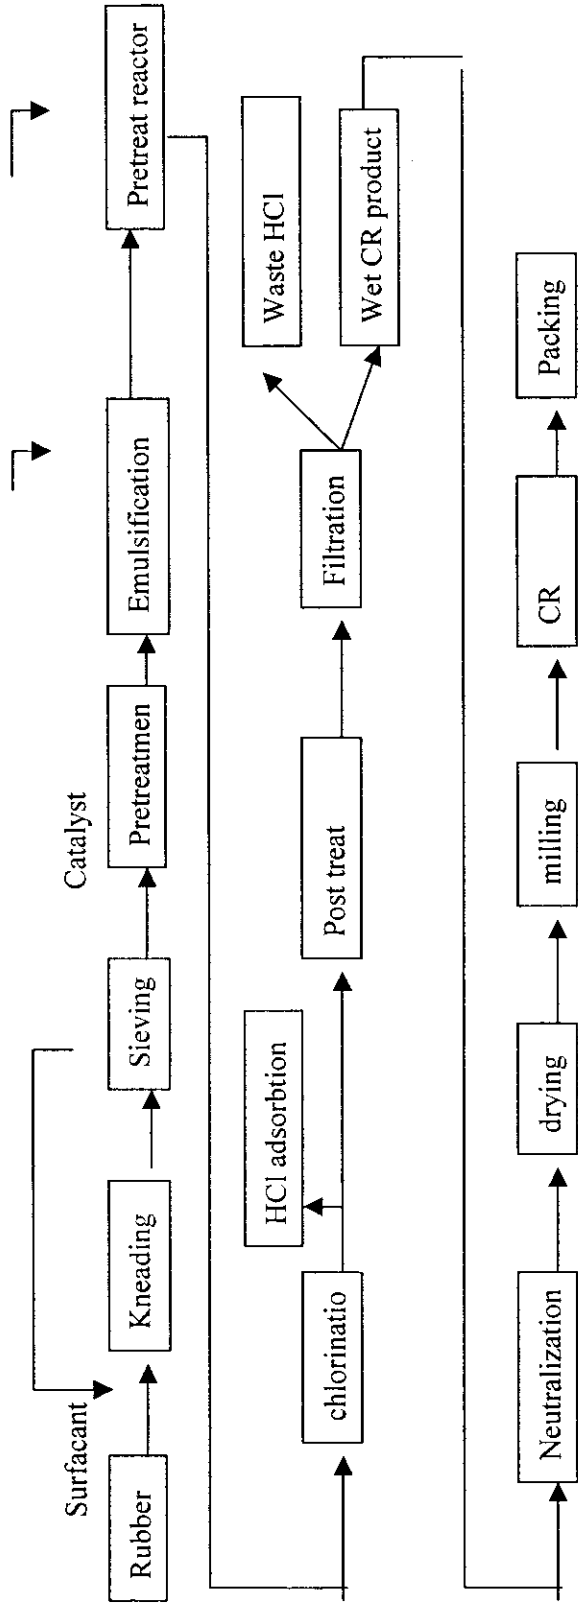 Surfacant
Catalyst
Rubber
Kneading
Sieving
Pretreatmen
Emulsification
Pretreat reactor
chlorinatio
HCl adsorbtion
Post treat
Filtration
Waste HCl
Wet CR product
Neutralization
drying
milling
CR
Packing